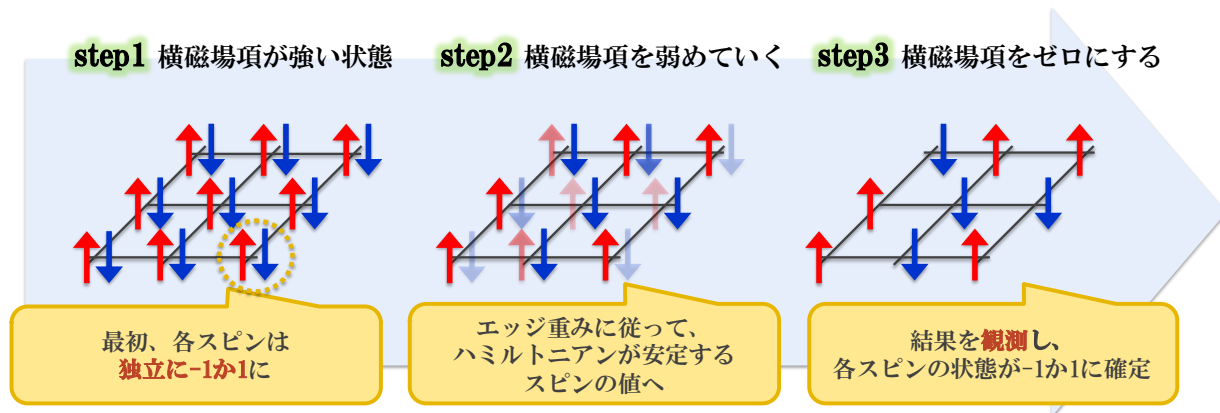 step1 横磁場項が強い状態
step2 横磁場項を弱めていく
step3 横磁場項をゼロにする
最初、各スピンは
独立に-1か1に
エッジ重みに従って、
ハミルトニアンが安定する
スピンの値へ
結果を観測し、
各スピンの状態が-1か1に確定